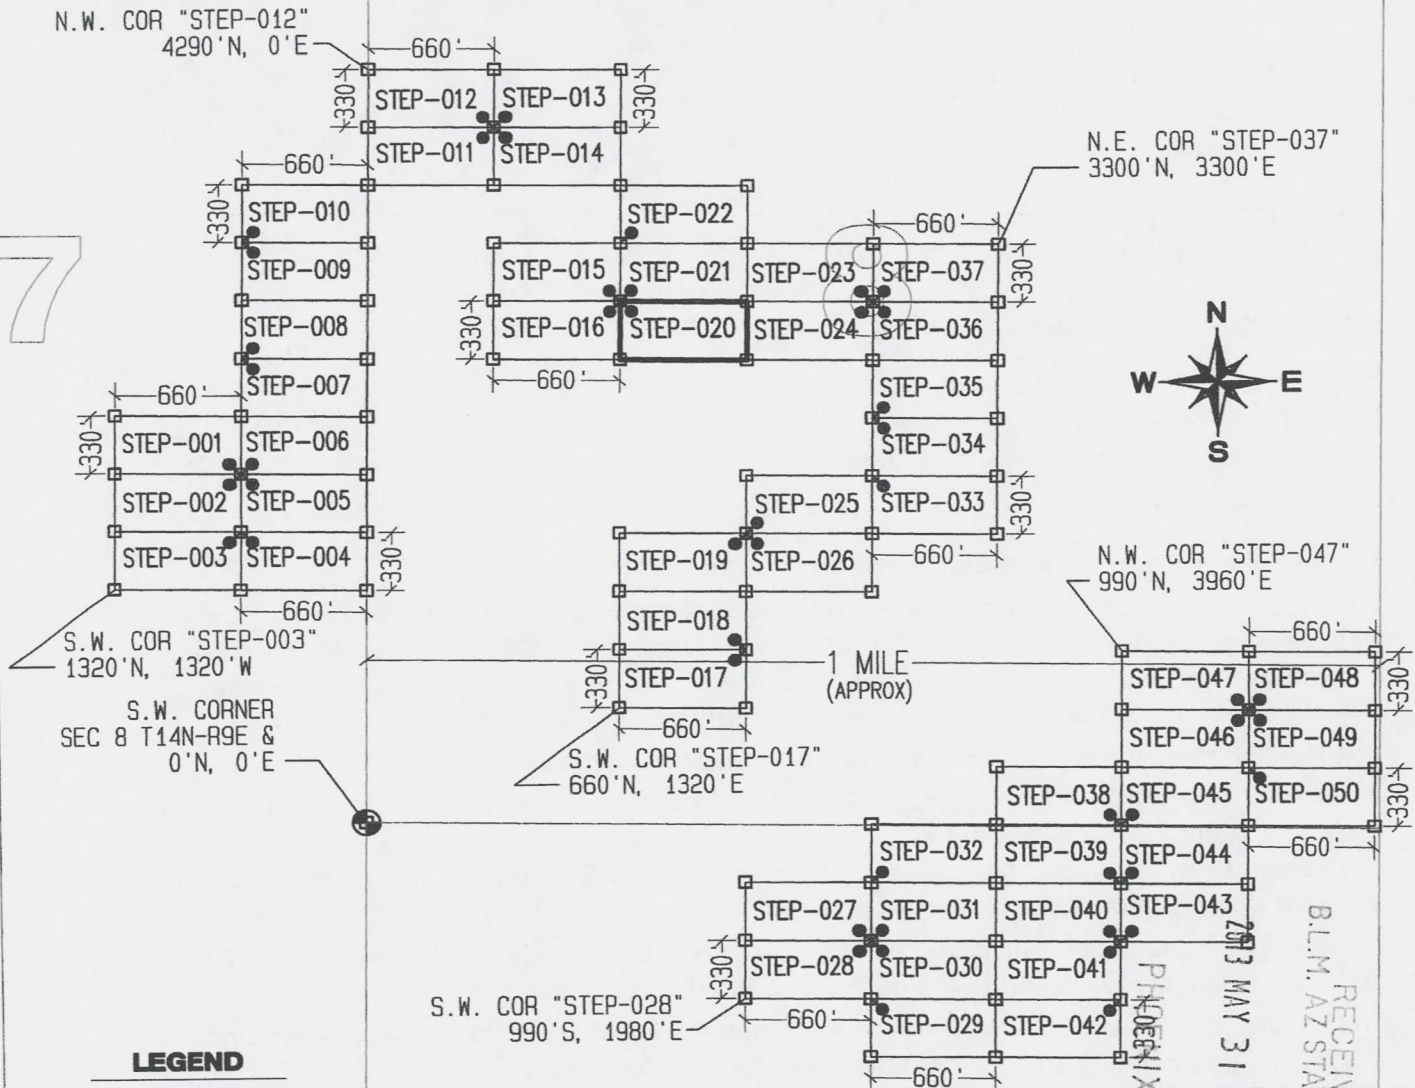 N.W. COR "STEP-012"
4290'N, 0'E
660'
330'
STEP-012
STEP-013
330'
STEP-011
STEP-014
N.E. COR "STEP-037"
3300'N, 3300'E
660'
330'
STEP-010
STEP-022
660'
7
STEP-009
STEP-015
STEP-021
STEP-023
STEP-037
330'
STEP-008
330'
STEP-016
STEP-020
STEP-024
STEP-036
N
W
E
S
660'
STEP-007
STEP-035
660'
330'
STEP-001
STEP-006
STEP-034
STEP-002
STEP-005
STEP-025
STEP-033
330'
STEP-003
STEP-004
330'
STEP-019
STEP-026
660'
N.W. COR "STEP-047"
990'N, 3960'E
660'
S.W. COR "STEP-003"
1320'N, 1320'W
STEP-018
660'
330'
STEP-017
1 MILE
(APPROX)
STEP-047
STEP-048
330'
S.W. CORNER
SEC 8 T14N-R9E &
0'N, 0'E
660'
STEP-046
STEP-049
S.W. COR "STEP-017"
660'N, 1320'E
STEP-038
STEP-045
STEP-050
330'
660'
STEP-032
STEP-039
STEP-044
STEP-027
STEP-031
STEP-040
STEP-043
330'
STEP-028
STEP-030
STEP-041
S.W. COR "STEP-028"
990'S, 1980'E
660'
STEP-029
STEP-042
330'
660'
RECEI
B.L.M. AZ STA
2013 MAY 31
PHOENIX
LEGEND